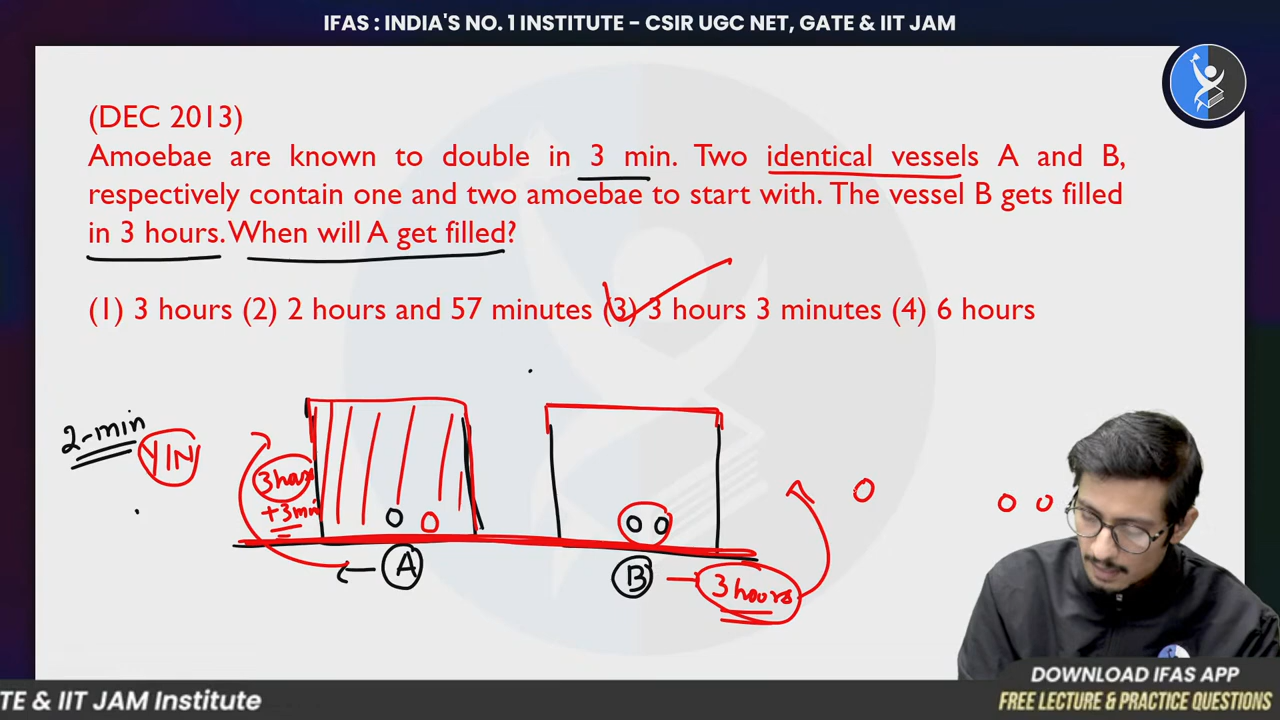 IFAS : INDIA'S NO. 1 INSTITUTE – CSIR UGC NET, GATE & IIT JAM
(DEC 2013)
Amoebae are known to double in 3 min. Two identical vessels A and B,
respectively contain one and two amoebae to start with. The vessel B gets filled
in 3 hours. When will A get filled?
(1) 3 hours (2) 2 hours and 57 minutes (3) 3 hours 3 minutes (4) 6 hours
2-min
Y/N
3 hours
+3min
A
B
3 hours
DOWNLOAD IFAS APP
FREE LECTURE & PRACTICE QUESTIONS
TE & IIT JAM Institute